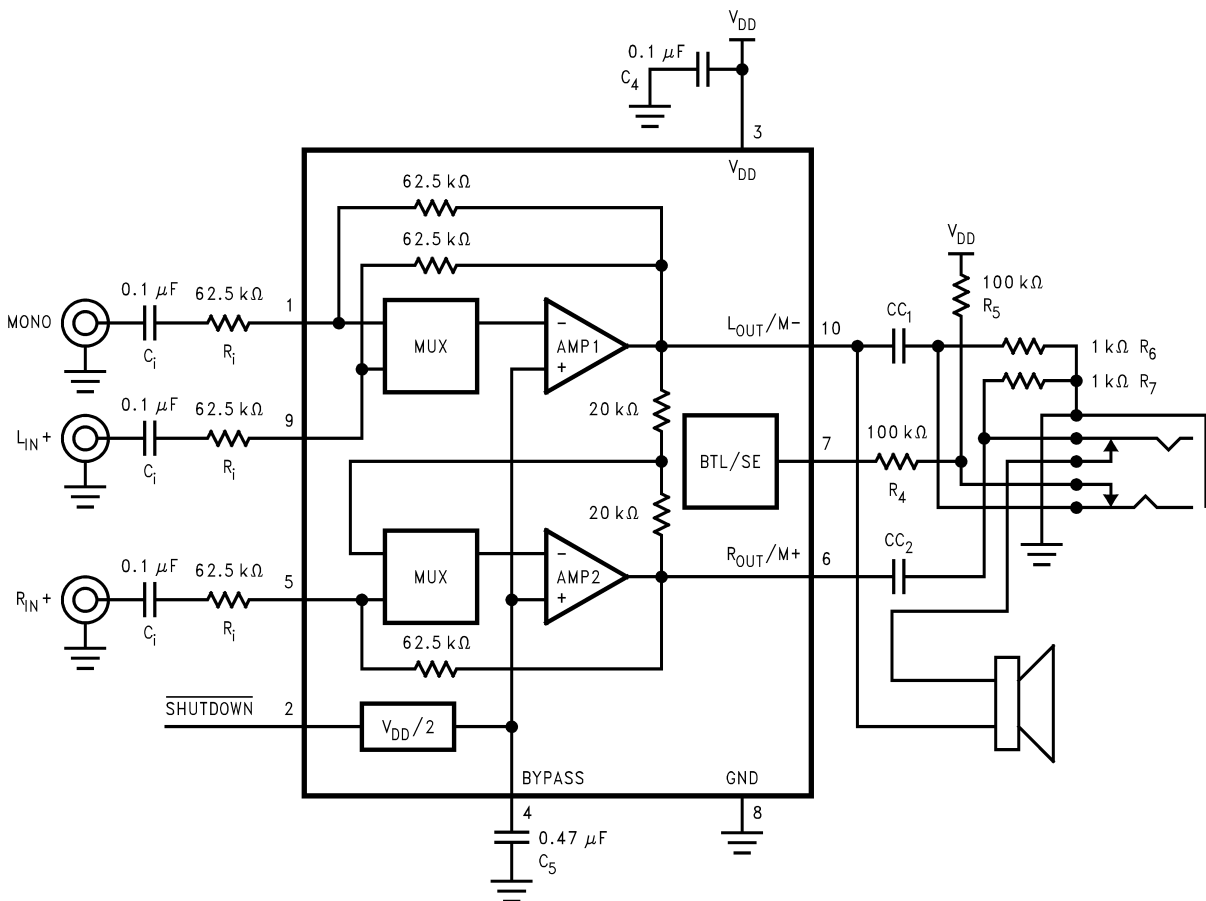 V_DD
0.1 µF
C_4
3
V_DD
62.5 kΩ
62.5 kΩ
V_DD
100 kΩ
R_5
MONO
0.1 µF
62.5 kΩ
1
C_i
R_i
MUX
AMP1
−
+
L_OUT/M-
10
CC_1
1 kΩ R_6
1 kΩ R_7
L_IN+
0.1 µF
62.5 kΩ
9
C_i
R_i
20 kΩ
BTL/SE
7
100 kΩ
R_4
20 kΩ
R_IN+
0.1 µF
62.5 kΩ
5
C_i
R_i
MUX
AMP2
−
+
R_OUT/M+
6
CC_2
62.5 kΩ
SHUTDOWN
2
V_DD/2
BYPASS
GND
4
8
0.47 µF
C_5